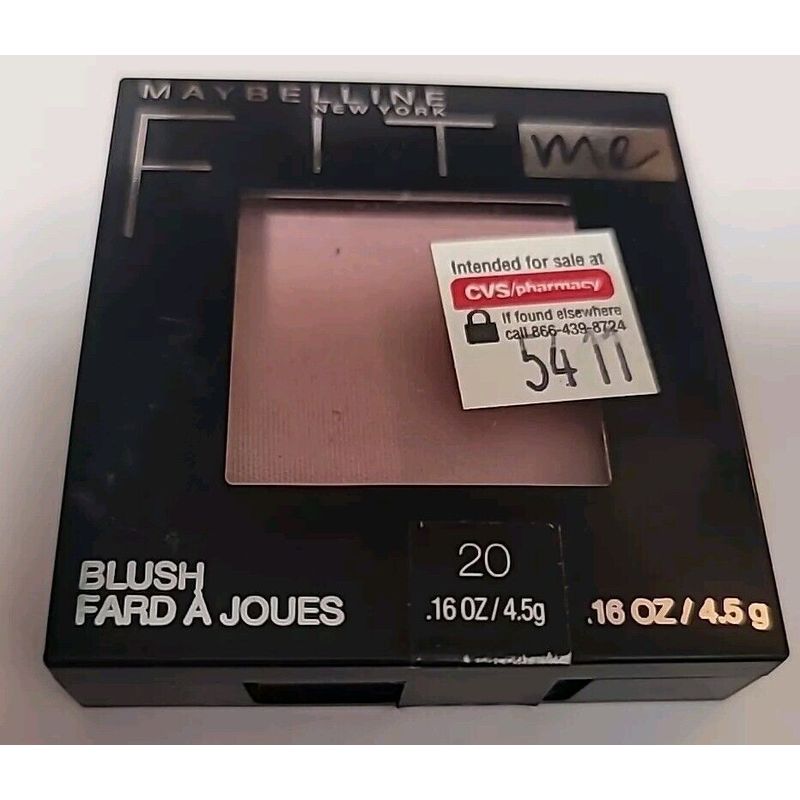 MAYBELLINE
NEW YORK
FIT me
Intended for sale at
CVS/pharmacy
If found elsewhere
call 866-439-8724
54 11
BLUSH
FARD À JOUES
20
.16 OZ / 4.5g
.16 OZ / 4.5 g